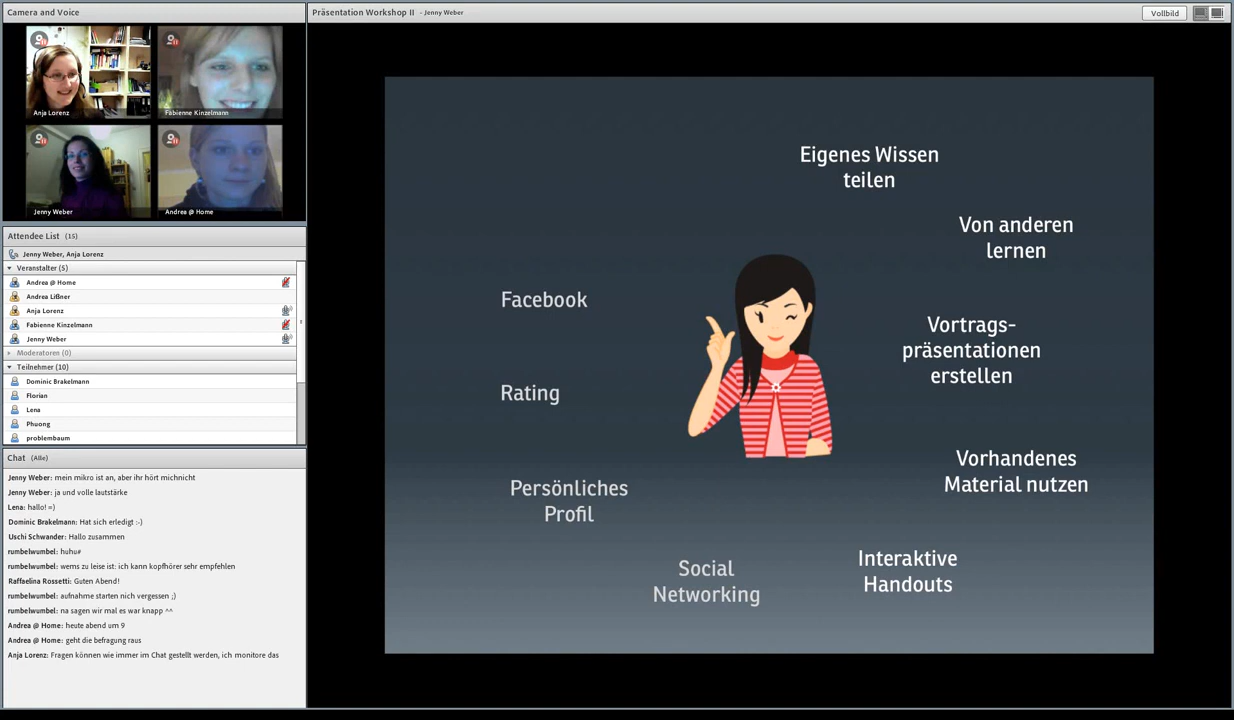 Camera and Voice
Anja Lorenz
Fabienne Kinzelmann
Jenny Weber
Andrea @ Home
Attendee List (15)
Jenny Weber, Anja Lorenz
Veranstalter (5)
Andrea @ Home
Andrea Lißner
Anja Lorenz
Fabienne Kinzelmann
Jenny Weber
Moderatoren (0)
Teilnehmer (10)
Dominic Brakelmann
Florian
Lena
Phuong
problembaum
Chat (Alle)
Jenny Weber: mein mikro ist an, aber ihr hört michnicht
Jenny Weber: ja und volle lautstärke
Lena: hallo! =)
Dominic Brakelmann: Hat sich erledigt :-)
Uschi Schwander: Hallo zusammen
rumbelwumbel: huhu#
rumbelwumbel: wems zu leise ist: ich kann kopfhörer sehr empfehlen
Raffaelina Rossetti: Guten Abend!
rumbelwumbel: aufnahme starten nich vergessen ;)
rumbelwumbel: na sagen wir mal es war knapp ^^
Andrea @ Home: heute abend um 9
Andrea @ Home: geht die befragung raus
Anja Lorenz: Fragen können wie immer im Chat gestellt werden, ich monitore das
Präsentation Workshop II - Jenny Weber
Vollbild
Eigenes Wissen
teilen
Von anderen
lernen
Facebook
Vortrags-
präsentationen
erstellen
Rating
Vorhandenes
Material nutzen
Persönliches
Profil
Interaktive
Handouts
Social
Networking